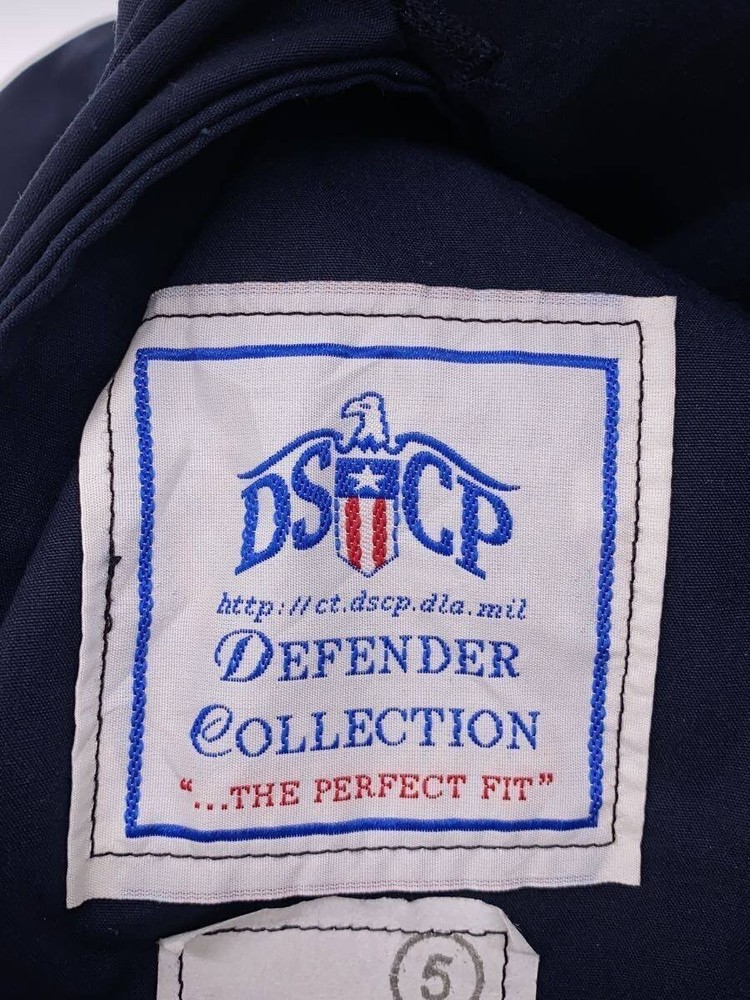 DSCP
http://ct.dscp.dla.mil
DEFENDER
COLLECTION
“...THE PERFECT FIT”
5